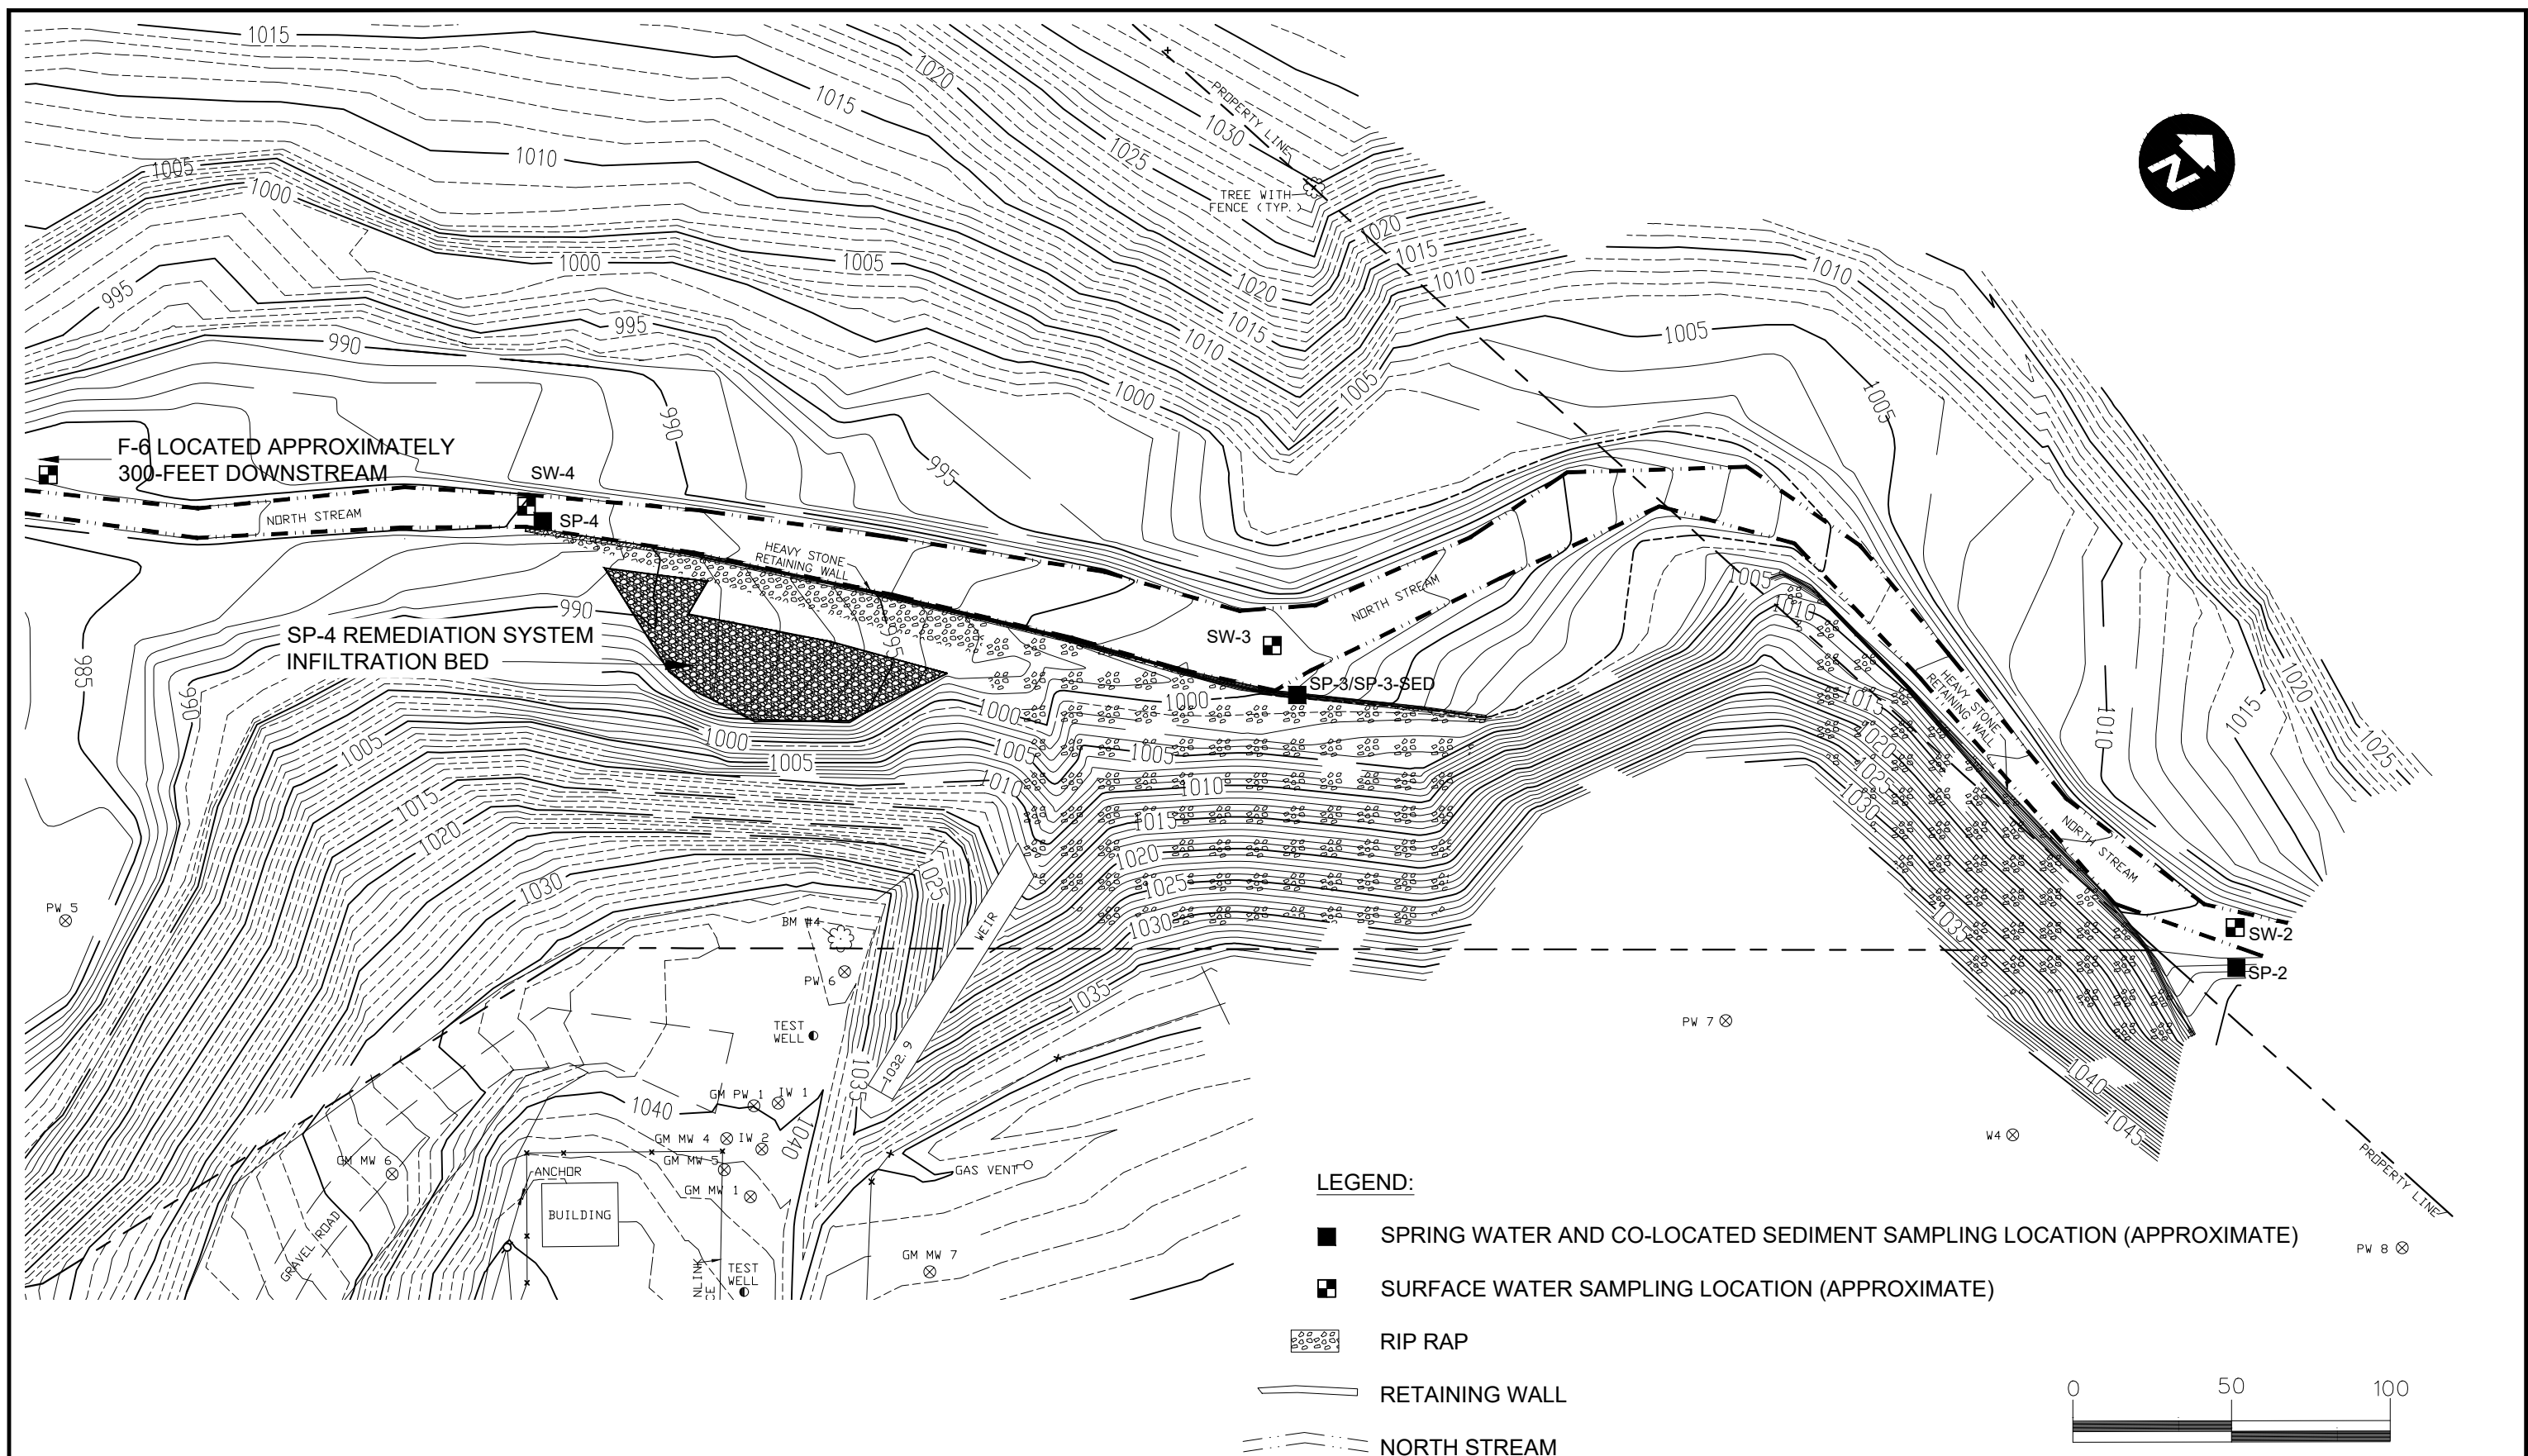 1015
1020
1015
PROPERTY LINE
1030
1010
1025
1005
1000
TREE WITH
FENCE (TYP.)
N
1020
1015
1010
1010
1000
1005
1020
995
1015
1005
995
1010
990
1005
1000
1005
990
995
F-6 LOCATED APPROXIMATELY
300-FEET DOWNSTREAM
SW-4
SP-4
NORTH STREAM
HEAVY STONE
RETAINING WALL
NORTH STREAM
1005
1010
990
SP-4 REMEDIATION SYSTEM
INFILTRATION BED
995
SW-3
SP-3/SP-3-SED
985
990
1000
1000
1000
HEAVY STONE
RETAINING WALL
1015
1010
1015
1020
1025
1005
1005
1005
1005
1020
1025
1030
1010
1010
1015
1015
1020
1020
1025
1025
1030
1030
NORTH STREAM
1035
PW 5
BM #4
WEIR
SW-2
SP-2
PW 6
1035
TEST
WELL
PW 7
1032.9
1035
1040
1045
GM PW 1
IW 1
1040
1040
GM MW 4
IW 2
GM MW 5
GM MW 6
ANCHOR
GM MW 1
GAS VENT
W4
BUILDING
GRAVEL ROAD
GM MW 7
TEST
WELL
NLINK
CE
PROPERTY LINE
PW 8
LEGEND:
SPRING WATER AND CO-LOCATED SEDIMENT SAMPLING LOCATION (APPROXIMATE)
SURFACE WATER SAMPLING LOCATION (APPROXIMATE)
RIP RAP
RETAINING WALL
NORTH STREAM
0 50 100